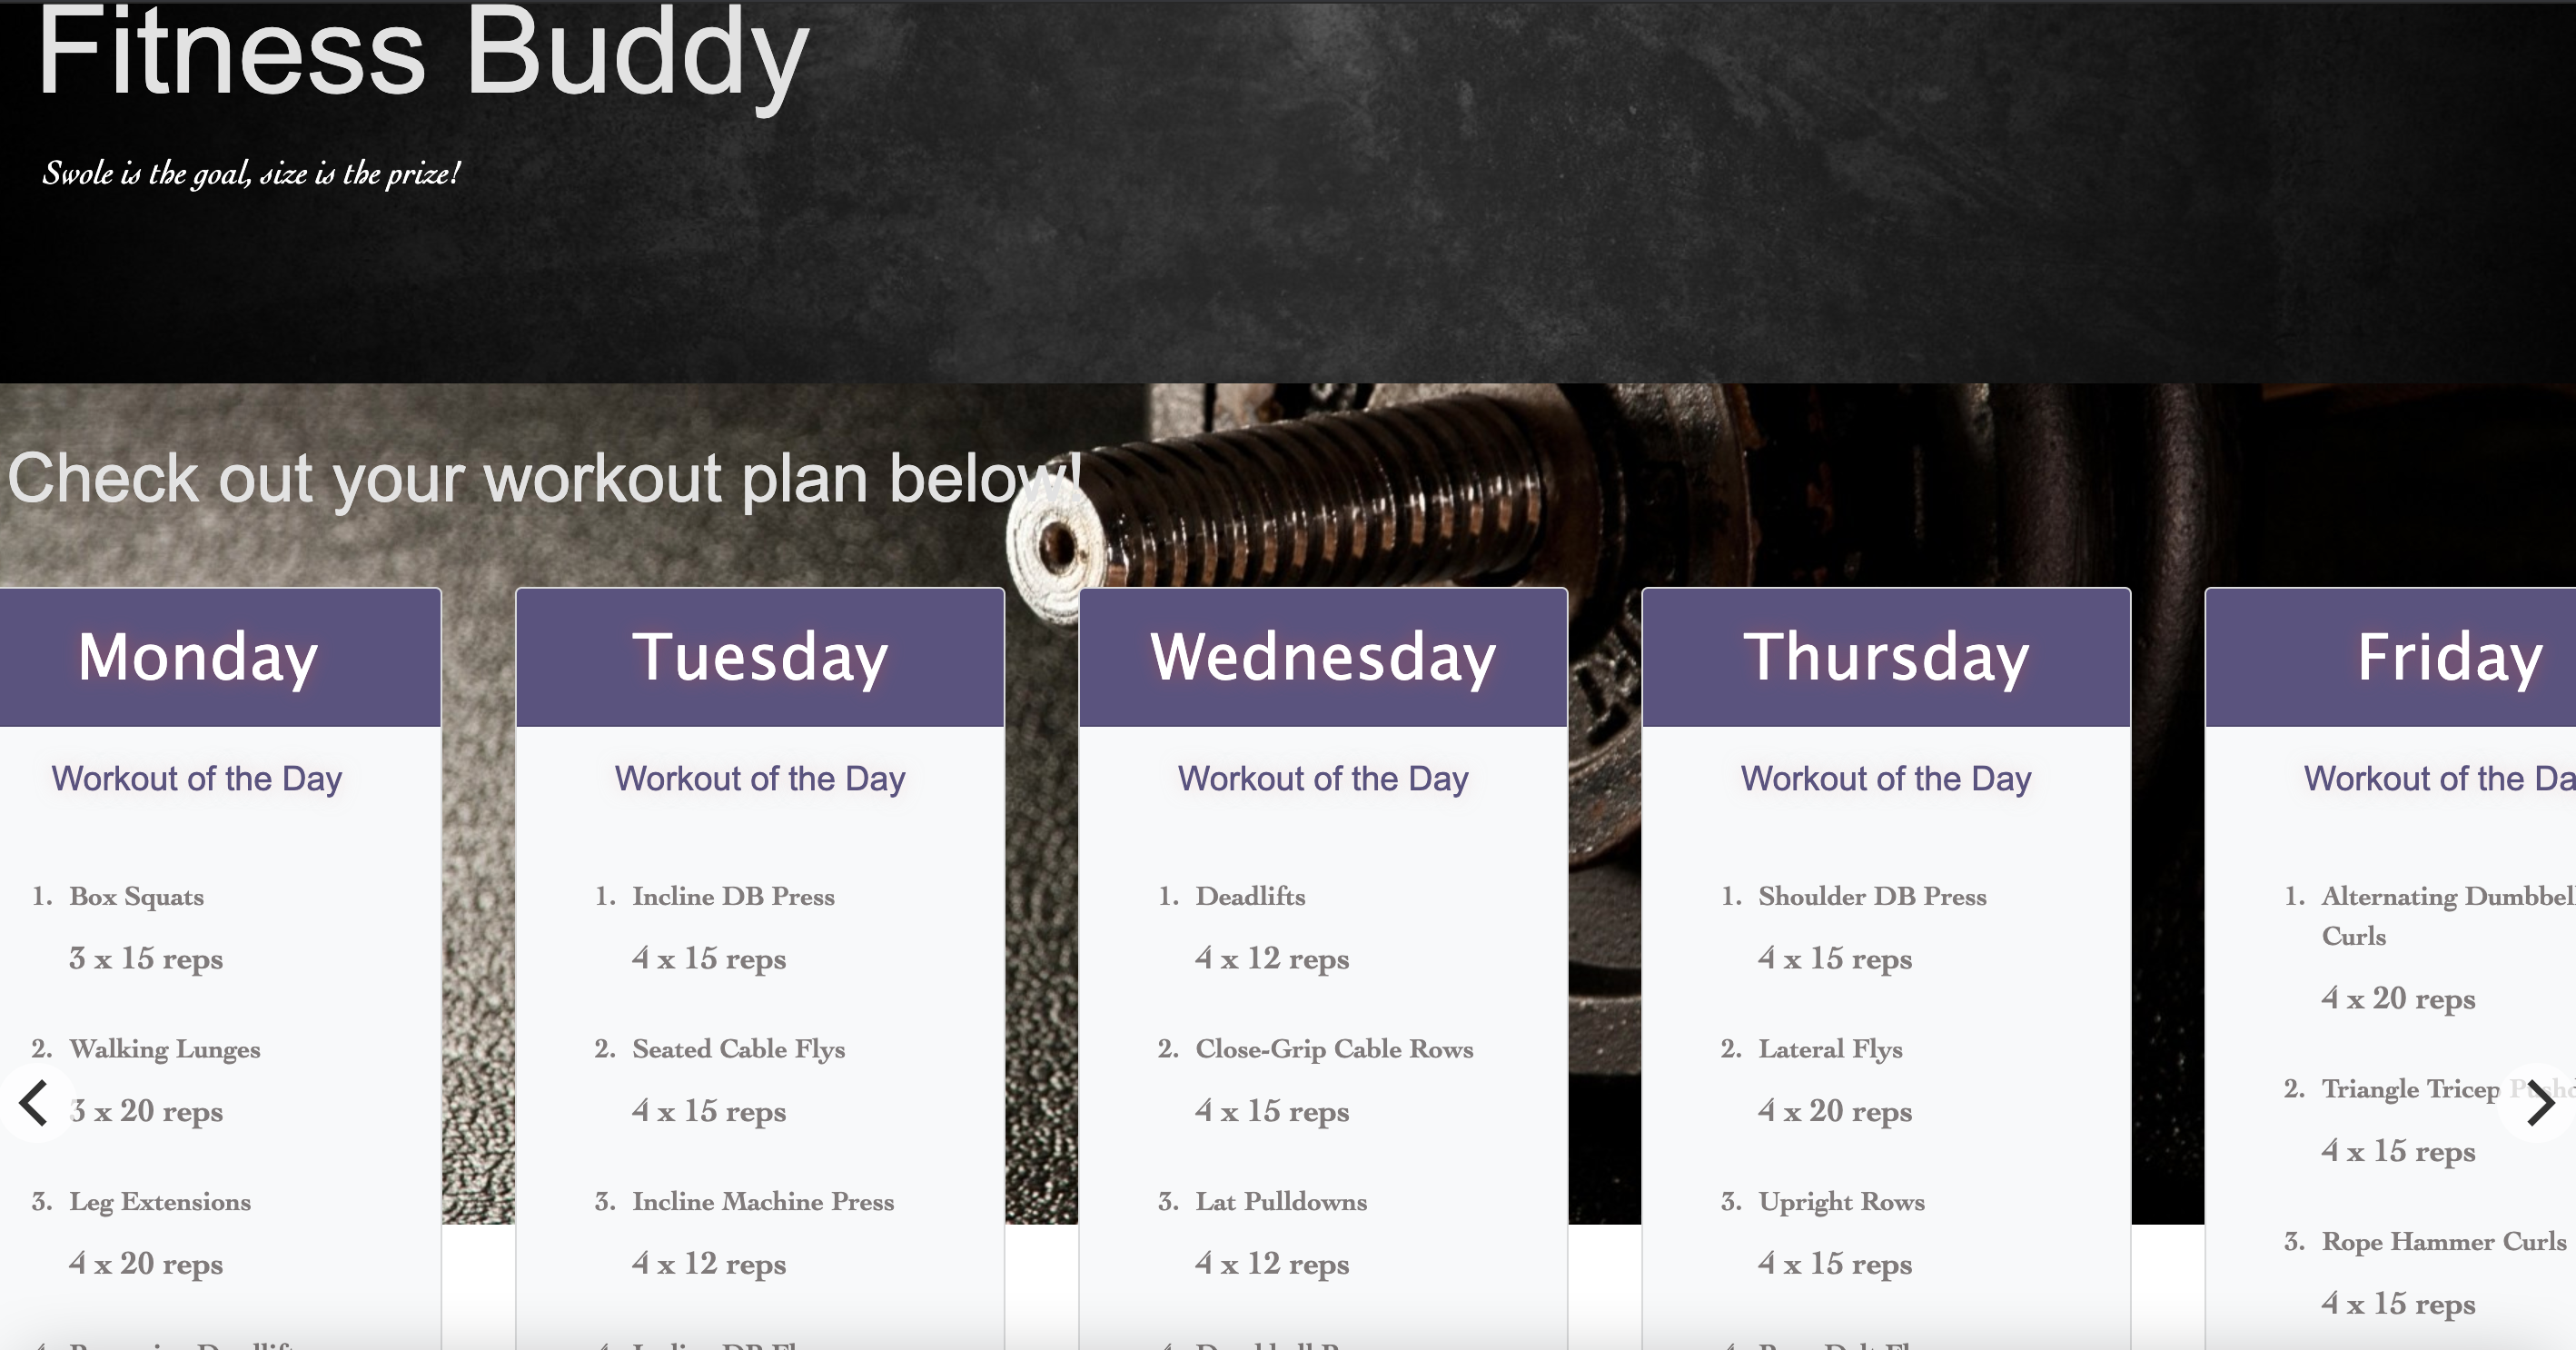 Fitness Buddy
Swole is the goal, size is the prize!
Check out your workout plan below!
Monday
Workout of the Day
1. Box Squats
3 x 15 reps
2. Walking Lunges
3 x 20 reps
3. Leg Extensions
4 x 20 reps
Tuesday
Workout of the Day
1. Incline DB Press
4 x 15 reps
2. Seated Cable Flys
4 x 15 reps
3. Incline Machine Press
4 x 12 reps
Wednesday
Workout of the Day
1. Deadlifts
4 x 12 reps
2. Close-Grip Cable Rows
4 x 15 reps
3. Lat Pulldowns
4 x 12 reps
Thursday
Workout of the Day
1. Shoulder DB Press
4 x 15 reps
2. Lateral Flys
4 x 20 reps
3. Upright Rows
4 x 15 reps
Friday
Workout of the Da
1. Alternating Dumbbell
Curls
4 x 20 reps
2. Triangle Tricep
4 x 15 reps
3. Rope Hammer Curls
4 x 15 reps